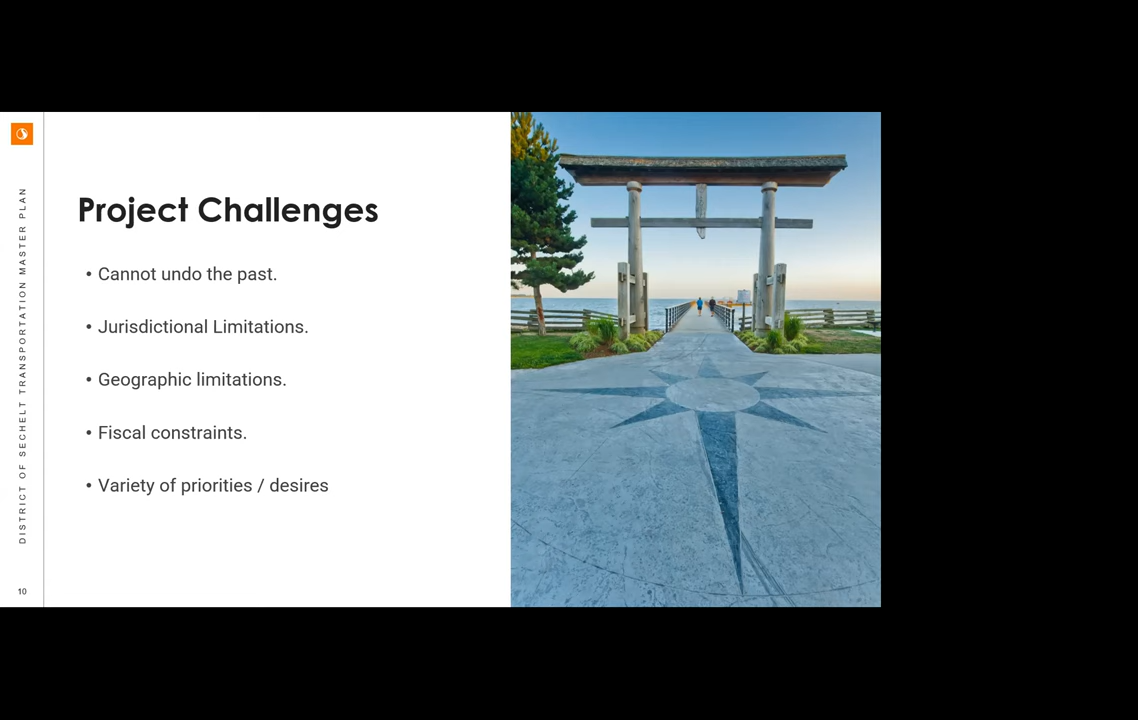 DISTRICT OF SECHELT TRANSPORTATION MASTER PLAN
10
Project Challenges
• Cannot undo the past.
• Jurisdictional Limitations.
• Geographic limitations.
• Fiscal constraints.
• Variety of priorities / desires